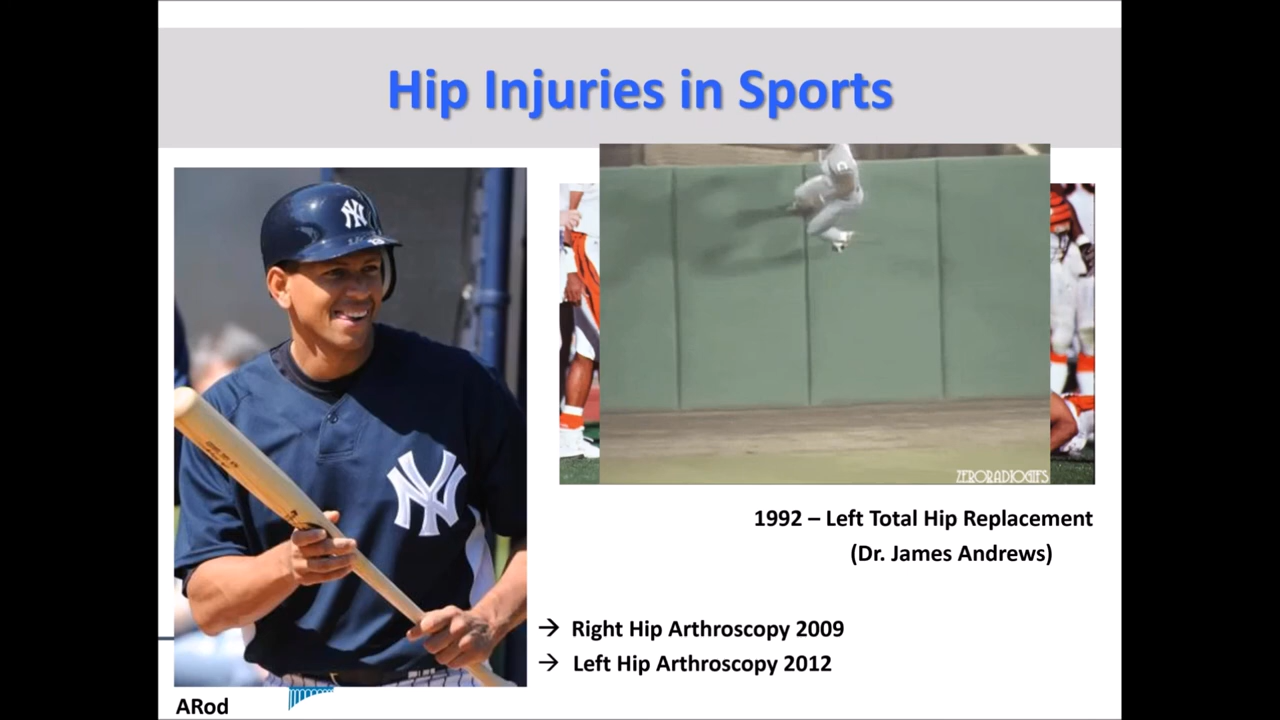 Hip Injuries in Sports
NY
NY
ZERORADIOGIFS
1992 – Left Total Hip Replacement
(Dr. James Andrews)
→ Right Hip Arthroscopy 2009
→ Left Hip Arthroscopy 2012
ARod